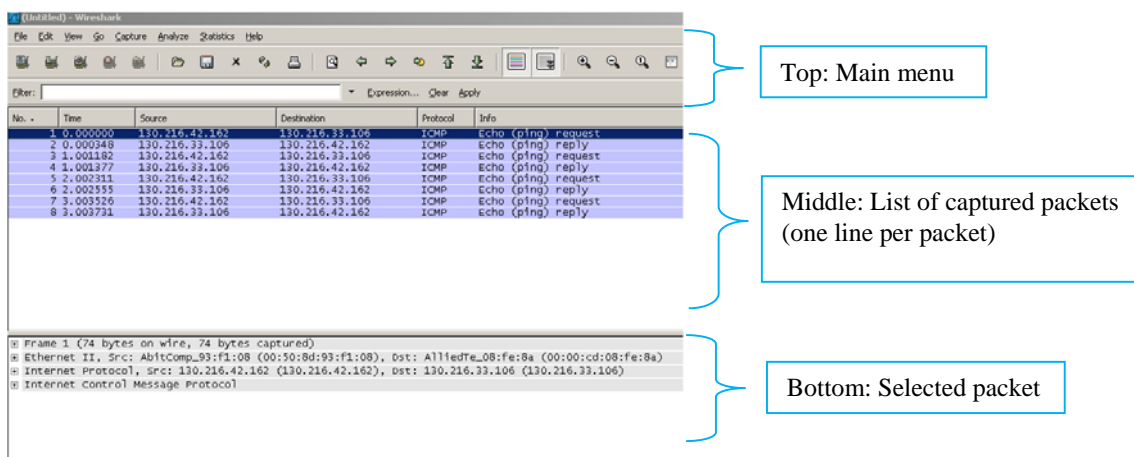 (Untitled) - Wireshark
File Edit View Go Capture Analyze Statistics Help
Filter: Expression... Clear Apply
No. . Time Source Destination Protocol Info
1 0.000000 130.216.42.162 130.216.33.106 ICMP Echo (ping) request
2 0.000348 130.216.33.106 130.216.42.162 ICMP Echo (ping) reply
3 1.001182 130.216.42.162 130.216.33.106 ICMP Echo (ping) request
4 1.001377 130.216.33.106 130.216.42.162 ICMP Echo (ping) reply
5 2.002311 130.216.42.162 130.216.33.106 ICMP Echo (ping) request
6 2.002555 130.216.33.106 130.216.42.162 ICMP Echo (ping) reply
7 3.003526 130.216.42.162 130.216.33.106 ICMP Echo (ping) request
8 3.003731 130.216.33.106 130.216.42.162 ICMP Echo (ping) reply
Frame 1 (74 bytes on wire, 74 bytes captured)
Ethernet II, Src: AbitComp_93:f1:08 (00:50:8d:93:f1:08), Dst: AlliedTe_08:fe:8a (00:00:cd:08:fe:8a)
Internet Protocol, Src: 130.216.42.162 (130.216.42.162), Dst: 130.216.33.106 (130.216.33.106)
Internet Control Message Protocol
Top: Main menu
Middle: List of captured packets
(one line per packet)
Bottom: Selected packet